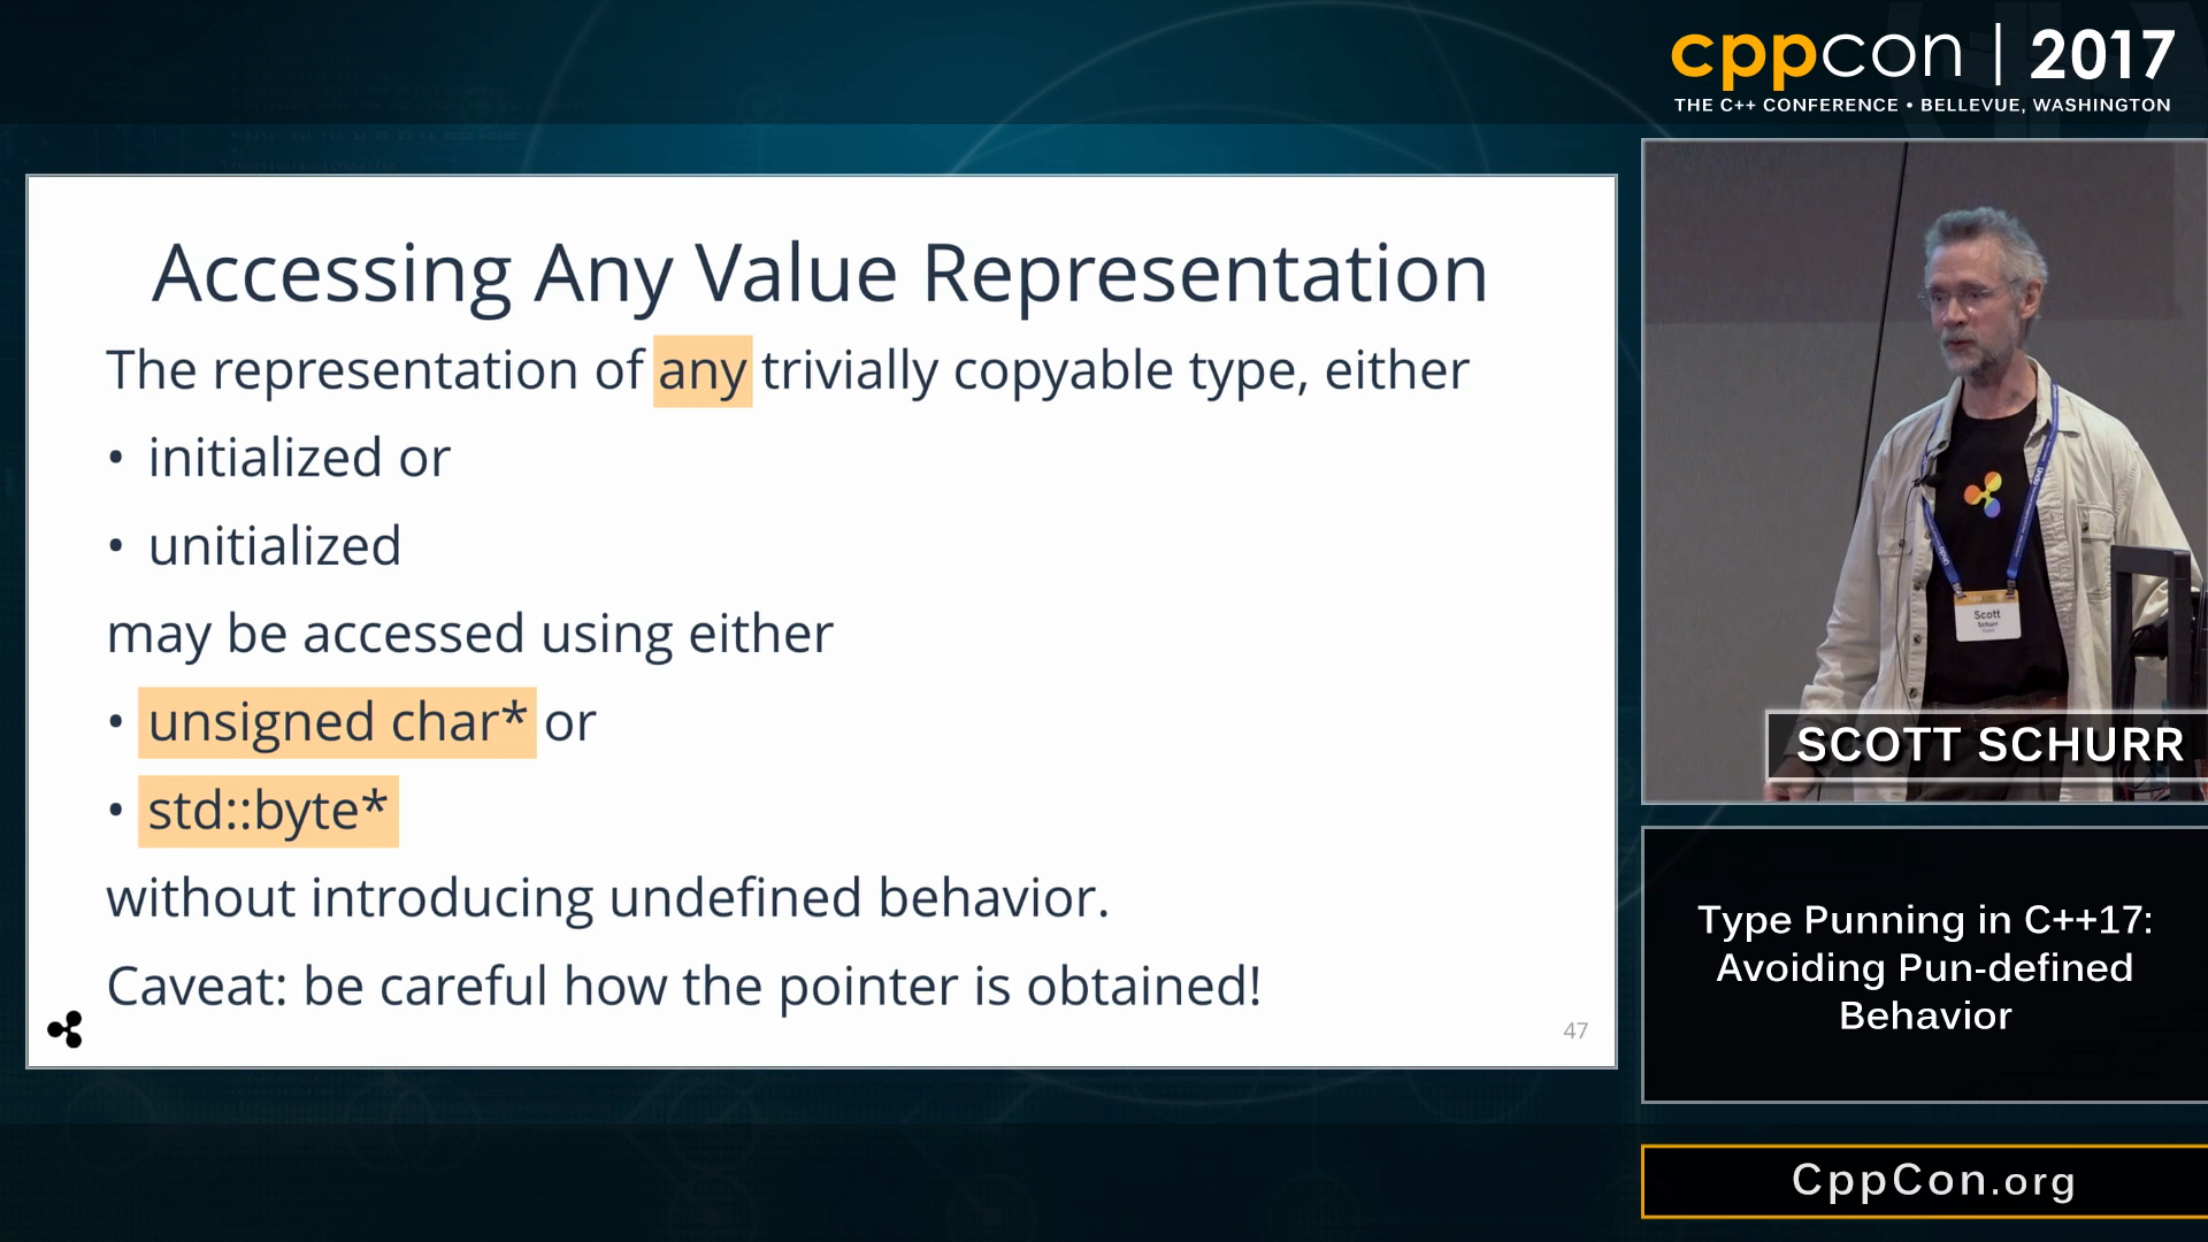 cppcon | 2017
THE C++ CONFERENCE • BELLEVUE, WASHINGTON
Accessing Any Value Representation
The representation of any trivially copyable type, either
• initialized or
• unitialized
may be accessed using either
• unsigned char* or
• std::byte*
without introducing undefined behavior.
Caveat: be careful how the pointer is obtained!
47
Scott
Schurr
SCOTT SCHURR
Type Punning in C++17:
Avoiding Pun-defined
Behavior
CppCon.org